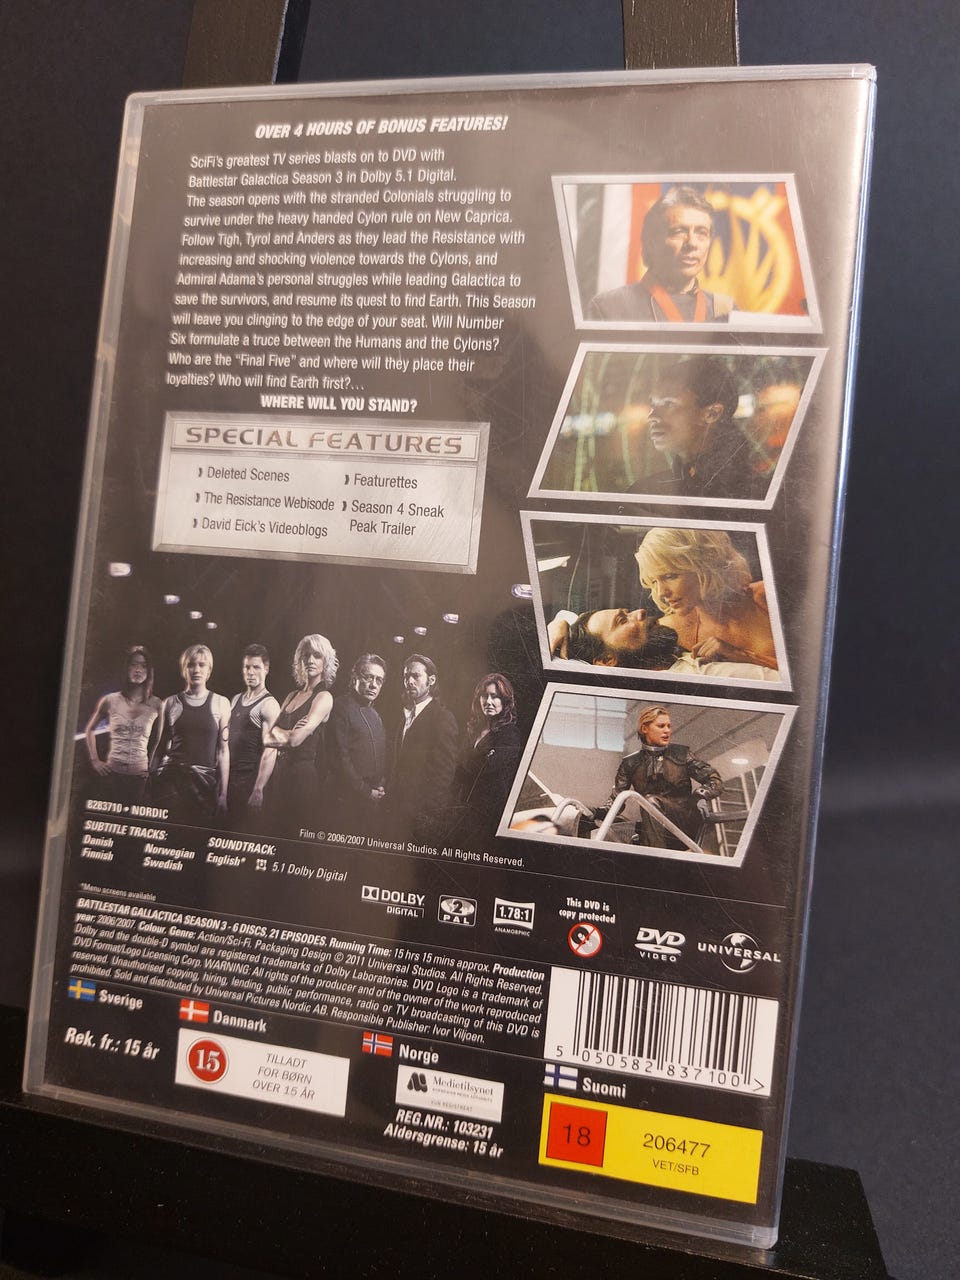 OVER 4 HOURS OF BONUS FEATURES!
SciFi's greatest TV series blasts on to DVD with
Battlestar Galactica Season 3 in Dolby 5.1 Digital.
The season opens with the stranded Colonials struggling to
survive under the heavy handed Cylon rule on New Caprica.
Follow Tigh, Tyrol and Anders as they lead the Resistance with
increasing and shocking violence towards the Cylons, and
Admiral Adama's personal struggles while leading Galactica to
save the survivors, and resume its quest to find Earth. This Season
will leave you clinging to the edge of your seat. Will Number
Six formulate a truce between the Humans and the Cylons?
Who are the "Final Five" and where will they place their
loyalties? Who will find Earth first?...
WHERE WILL YOU STAND?
SPECIAL FEATURES
Deleted Scenes
The Resistance Webisode
David Eick's Videoblogs
Featurettes
Season 4 Sneak
Peak Trailer
8283710 • NORDIC
Film © 2006/2007 Universal Studios. All Rights Reserved.
SUBTITLE TRACKS:
Danish Norwegian
Finnish Swedish
SOUNDTRACK:
English* 5.1 Dolby Digital
*Menu screens available
DOLBY
DIGITAL
2
PAL
1.78:1
ANAMORPHIC
This DVD is
copy protected
DVD
VIDEO
UNIVERSAL
BATTLESTAR GALLACTICA SEASON 3 - 6 DISCS, 21 EPISODES. Running Time: 15 hrs 15 mins approx. Production
year: 2006/2007. Colour. Genre: Action/Sci-Fi. Packaging Design © 2011 Universal Studios. All Rights Reserved.
Dolby and the double-D symbol are registered trademarks of Dolby Laboratories. DVD Logo is a trademark of
DVD Format/Logo Licensing Corp. WARNING: All rights of the producer and of the owner of the work reproduced
reserved. Unauthorised copying, hiring, lending, public performance, radio or TV broadcasting of this DVD is
prohibited. Sold and distributed by Universal Pictures Nordic AB. Responsible Publisher: Ivor Viljoen.
5 050582 837100 >
Sverige
Rek. fr.: 15 år
Danmark
15
TILLADT
FOR BØRN
OVER 15 ÅR
Norge
Medietilsynet
NORWEGIAN MEDIA AUTHORITY
REG.NR.: 103231
Aldersgrense: 15 år
Suomi
18
206477
VET/SFB